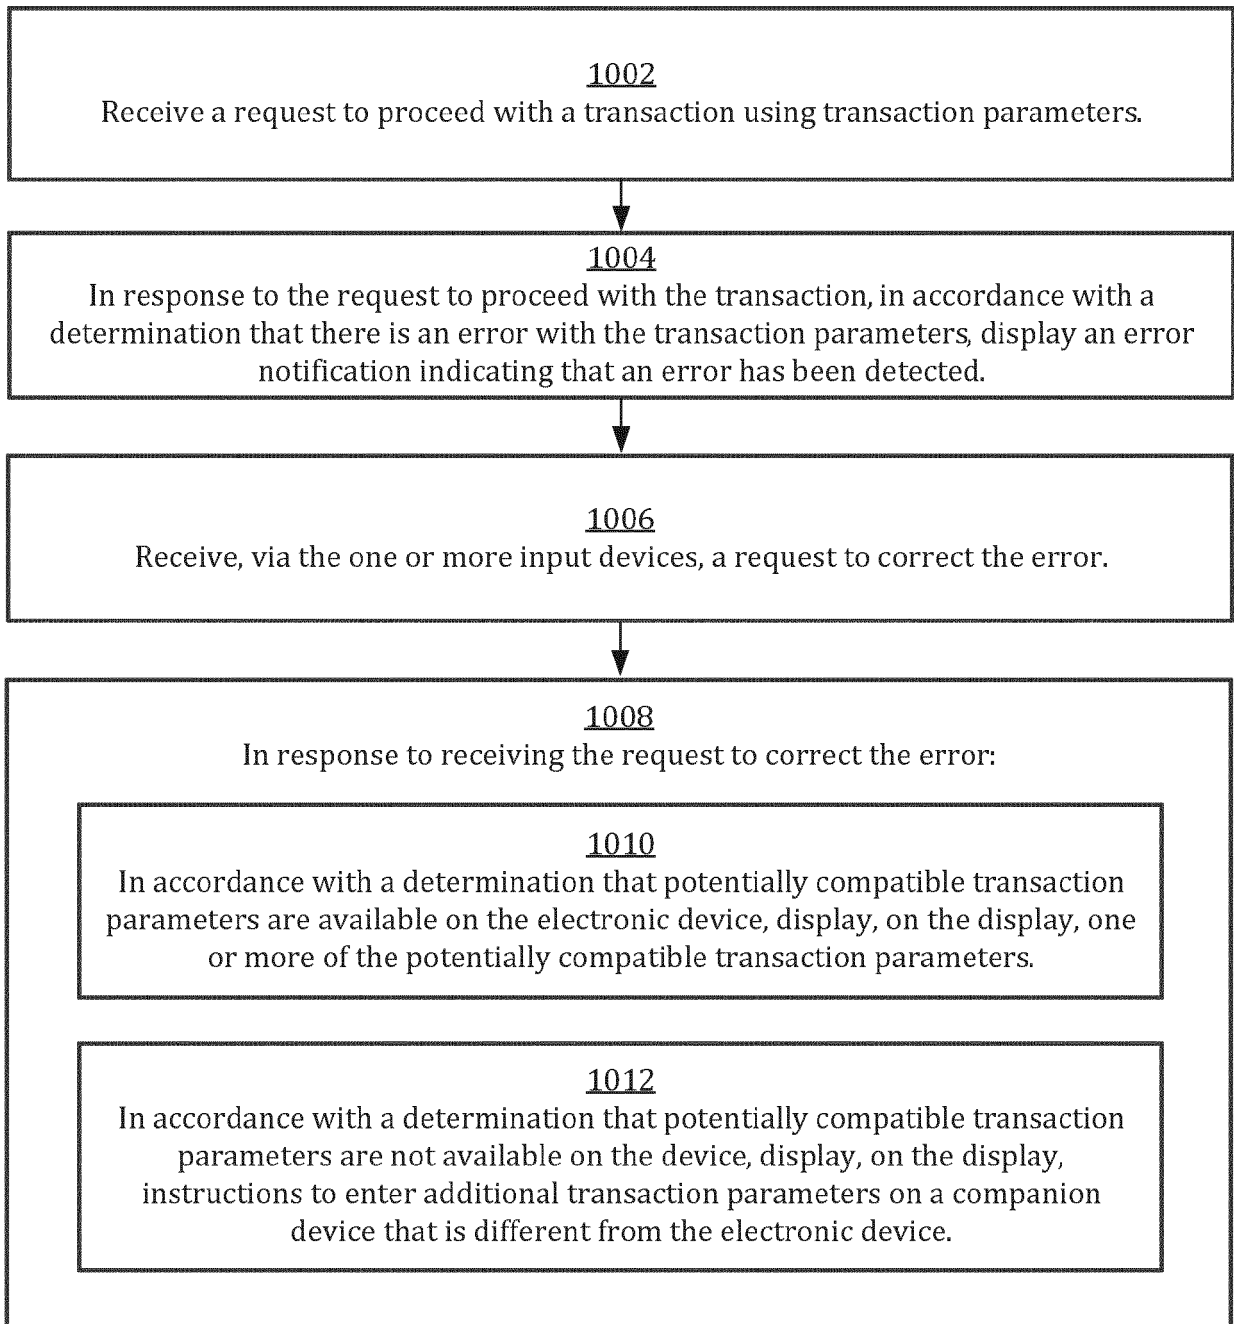 1002
Receive a request to proceed with a transaction using transaction parameters.
1004
In response to the request to proceed with the transaction, in accordance with a
determination that there is an error with the transaction parameters, display an error
notification indicating that an error has been detected.
1006
Receive, via the one or more input devices, a request to correct the error.
1008
In response to receiving the request to correct the error:
1010
In accordance with a determination that potentially compatible transaction
parameters are available on the electronic device, display, on the display, one
or more of the potentially compatible transaction parameters.
1012
In accordance with a determination that potentially compatible transaction
parameters are not available on the device, display, on the display,
instructions to enter additional transaction parameters on a companion
device that is different from the electronic device.